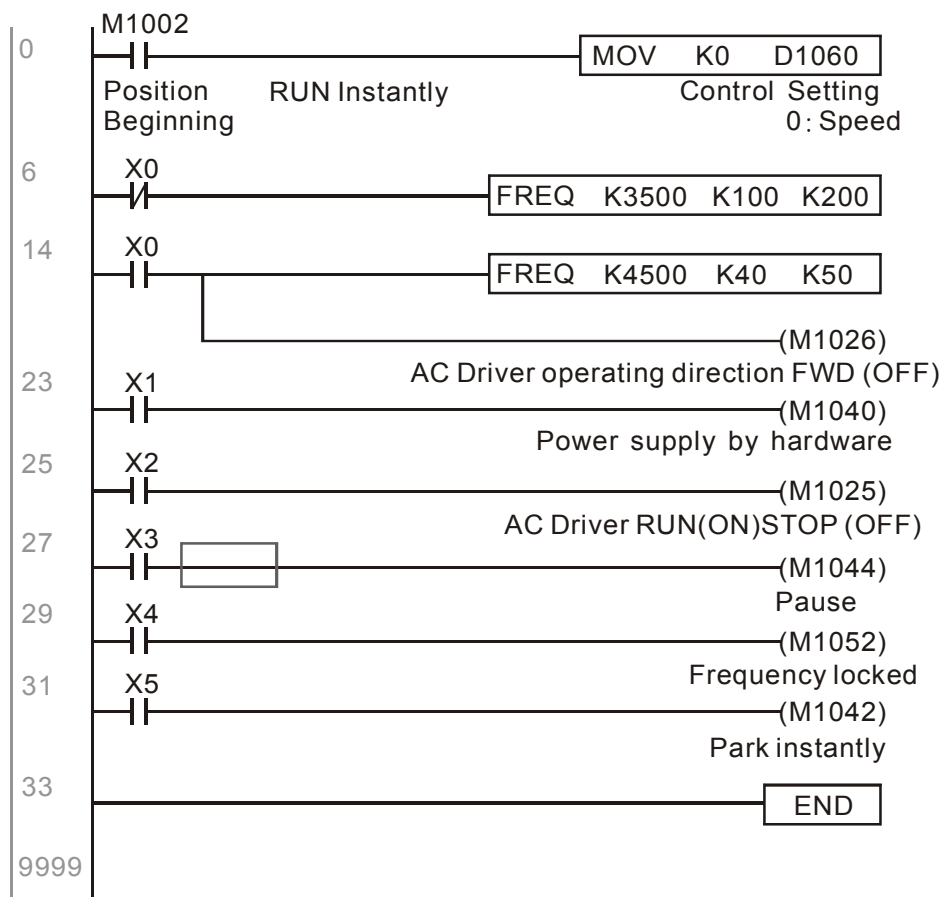 M1002
0
MOV K0 D1060
Position Beginning
RUN Instantly
Control Setting
0: Speed
6
X0
FREQ K3500 K100 K200
14
X0
FREQ K4500 K40 K50
(M1026)
AC Driver operating direction FWD (OFF)
23
X1
(M1040)
Power supply by hardware
25
X2
(M1025)
AC Driver RUN(ON)STOP (OFF)
27
X3
(M1044)
Pause
29
X4
(M1052)
Frequency locked
31
X5
(M1042)
Park instantly
33
END
9999